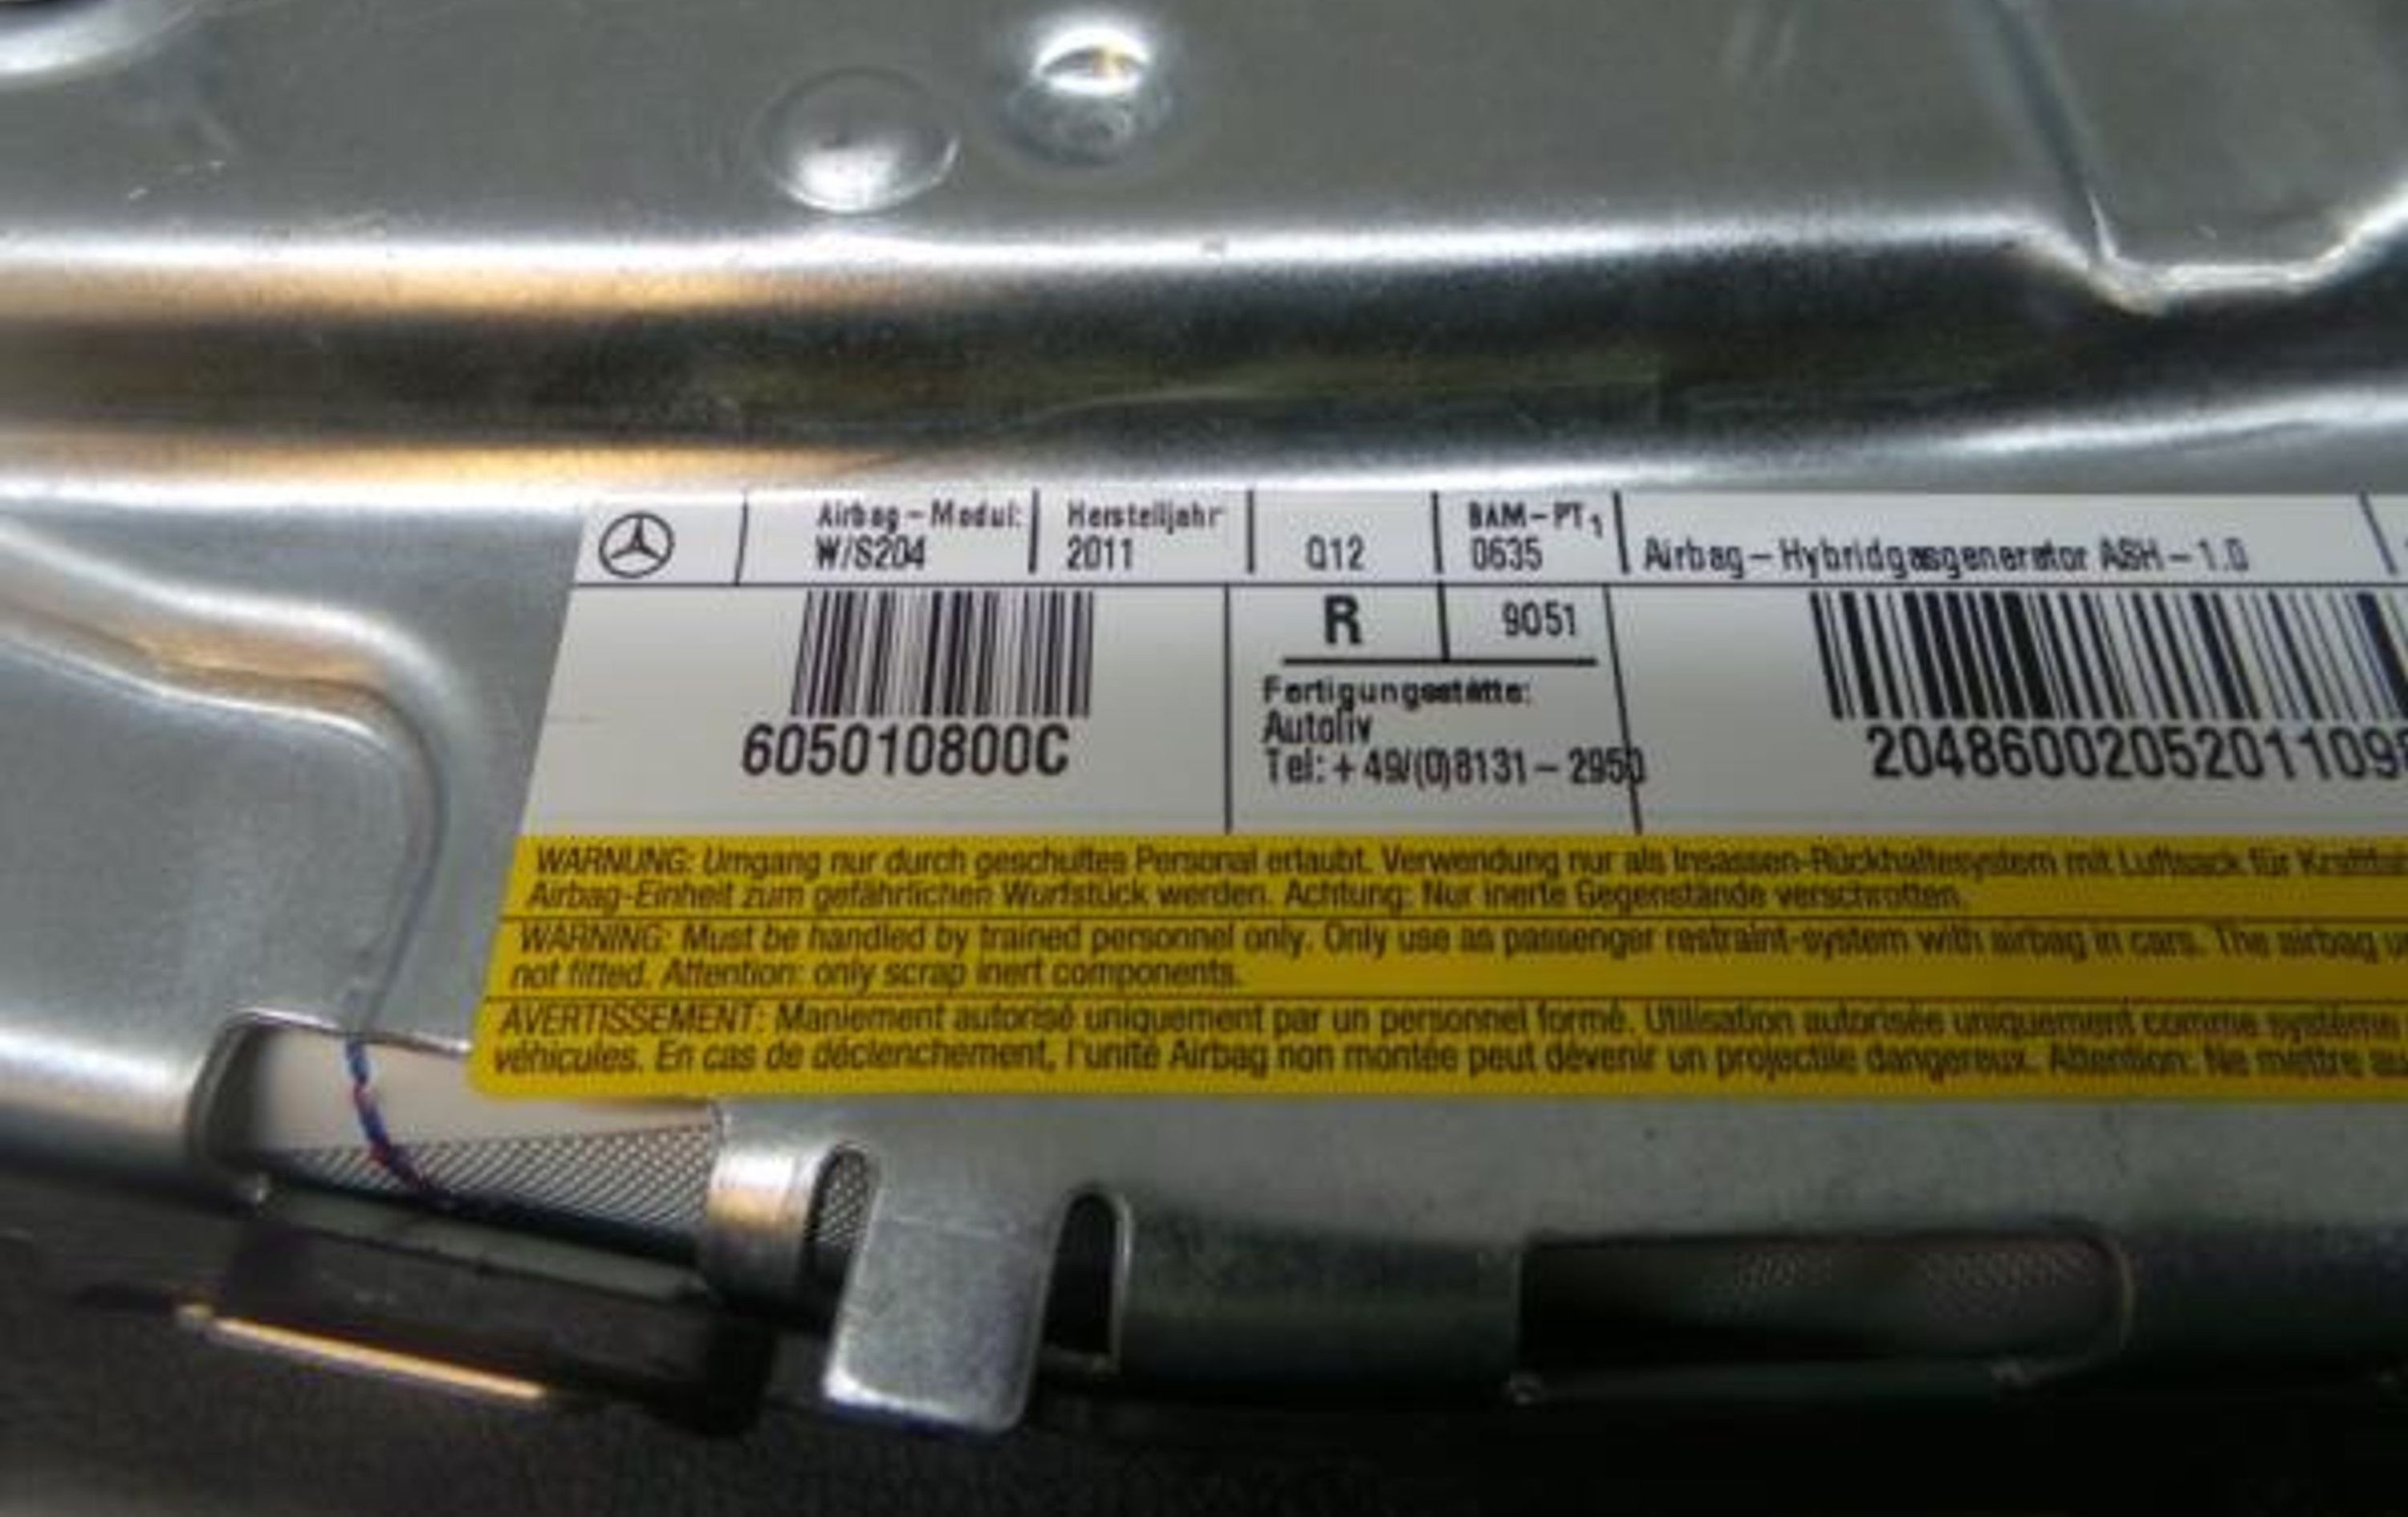 Airbag-Modul: Herstelljahr BAM-PT1
W/S204 2011 Q12 0635 Airbag-Hybridgasgenerator ASH-1.0
R 9051
605010800C
Fertigungsstätte:
Autoliv
Tel: +49/(0)8131-2950
2048600205201109
WARNUNG: Umgang nur durch geschultes Personal erlaubt. Verwendung nur als Insassen-Rückhaltesystem mit Luftsack für
Airbag-Einheit zum gefährlichen Wurfstück werden. Achtung: Nur inerte Gegenstände verschrotten.
WARNING: Must be handled by trained personnel only. Only use as passenger restraint-system with airbag in cars. The airbag
not fitted. Attention: only scrap inert components.
AVERTISSEMENT: Maniement autorisé uniquement par un personnel formé. Utilisation autorisée uniquement comme système
véhicules. En cas de déclenchement, l'unité Airbag non montée peut devenir un projectile dangereux. Attention: Ne mettre au